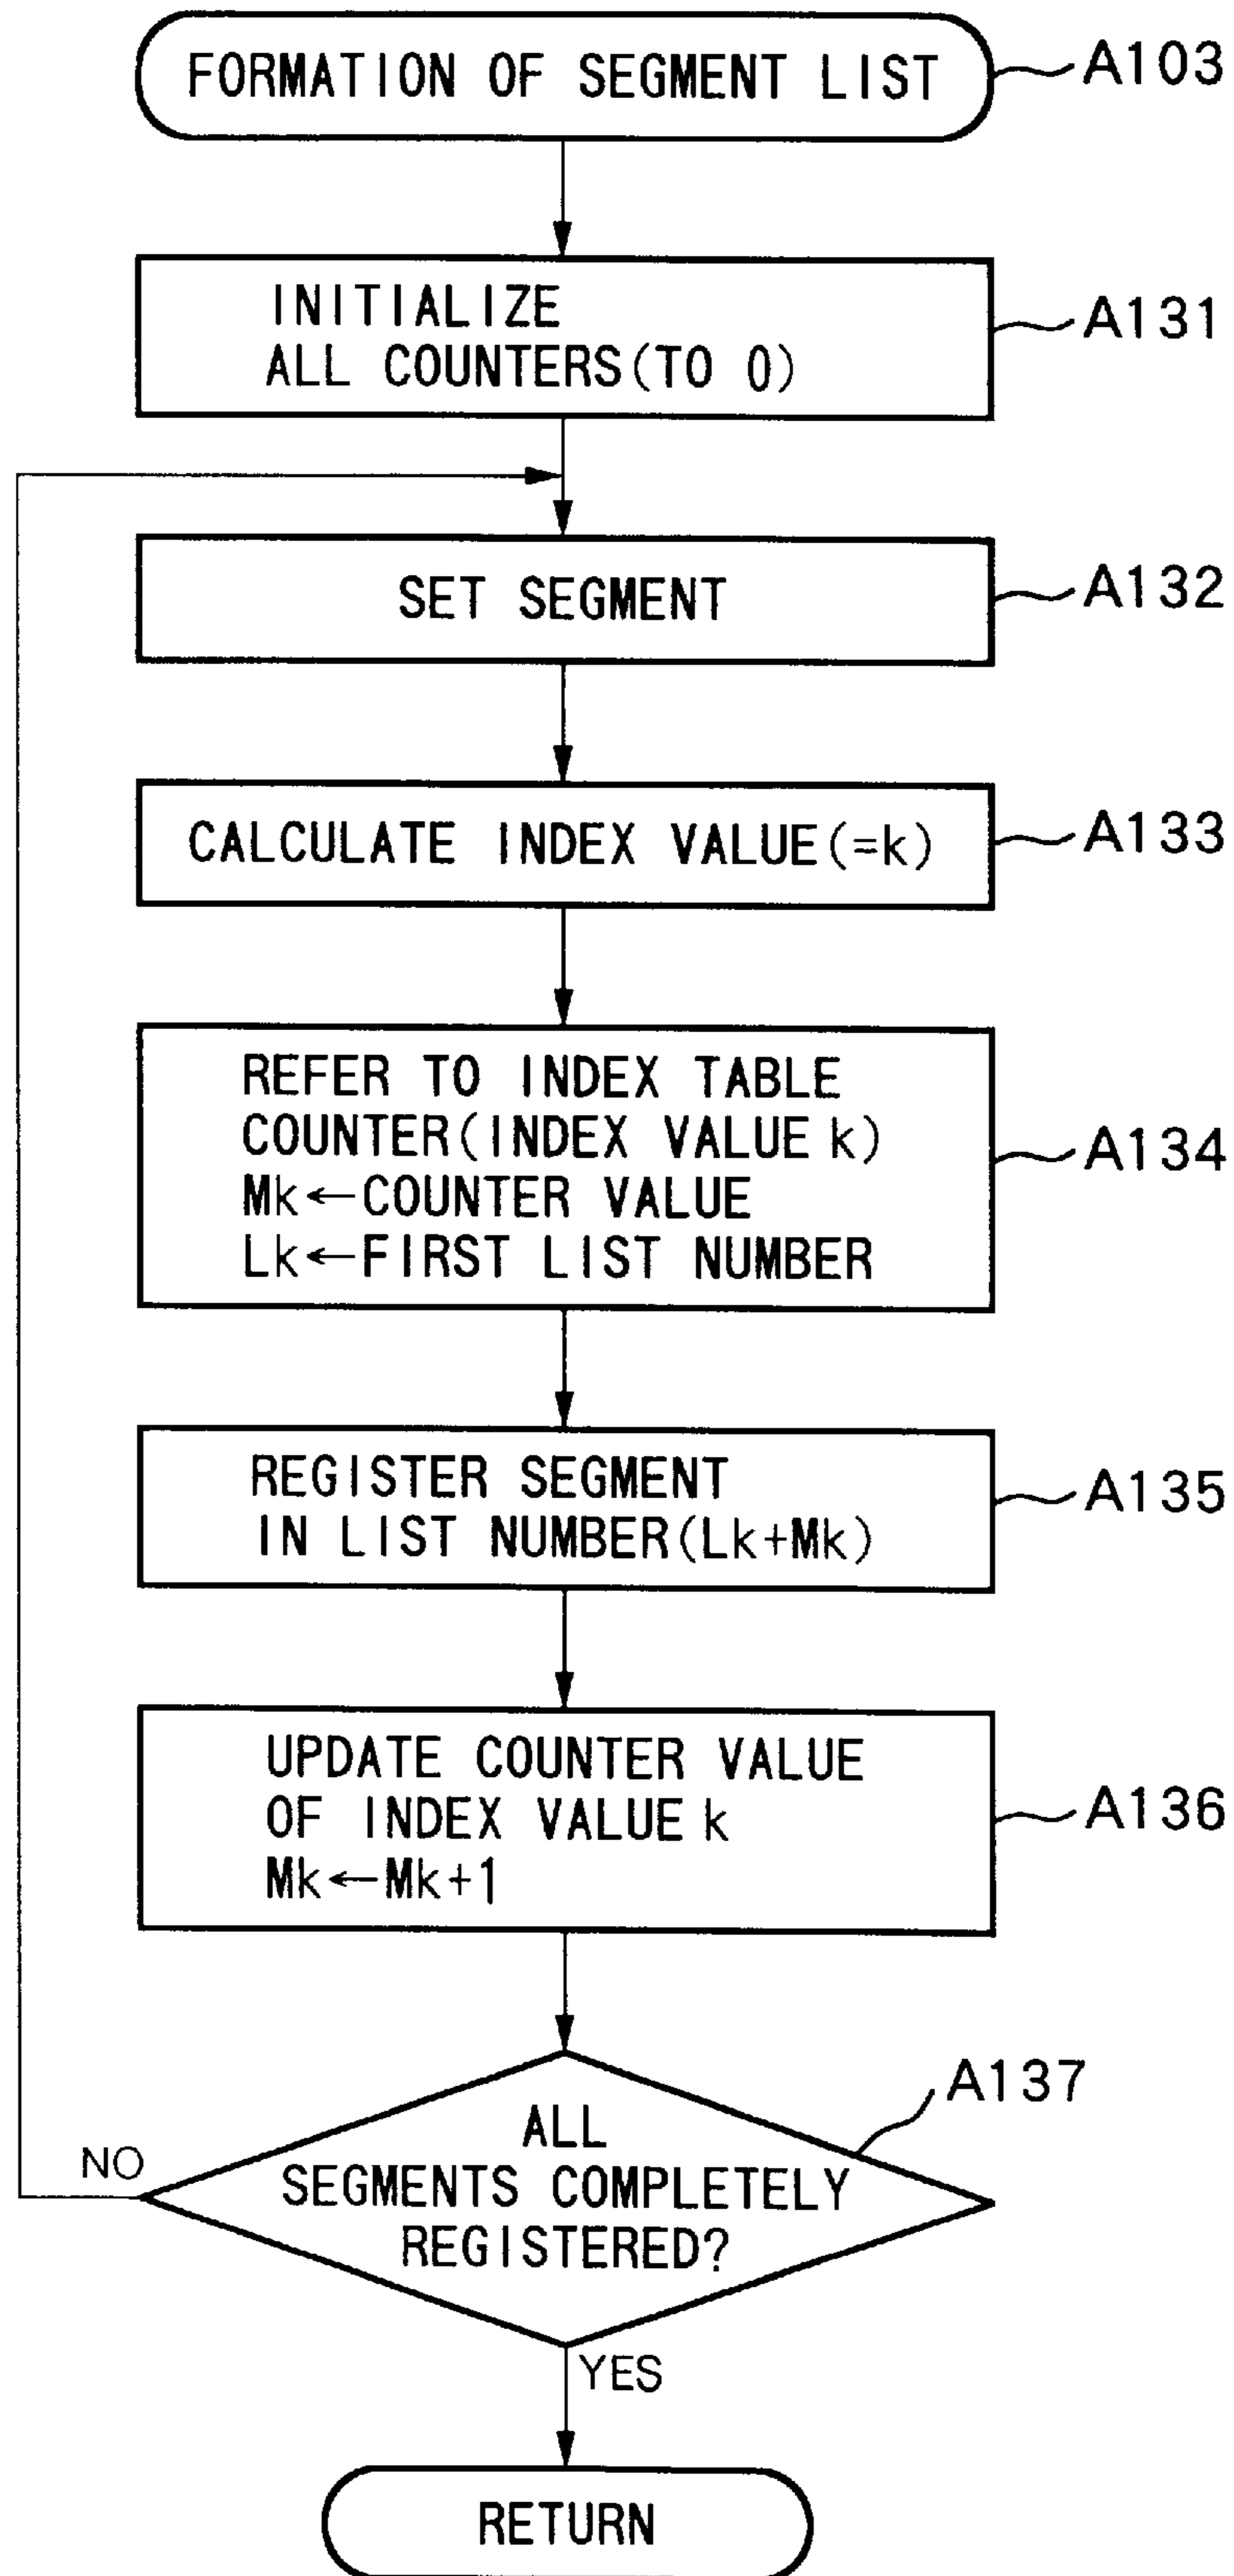 FORMATION OF SEGMENT LIST
A103
INITIALIZE
ALL COUNTERS(TO 0)
A131
SET SEGMENT
A132
CALCULATE INDEX VALUE(=k)
A133
REFER TO INDEX TABLE
COUNTER(INDEX VALUE k)
Mk←COUNTER VALUE
Lk←FIRST LIST NUMBER
A134
REGISTER SEGMENT
IN LIST NUMBER(Lk+Mk)
A135
UPDATE COUNTER VALUE
OF INDEX VALUE k
Mk←Mk+1
A136
A137
ALL
SEGMENTS COMPLETELY
REGISTERED?
NO
YES
RETURN